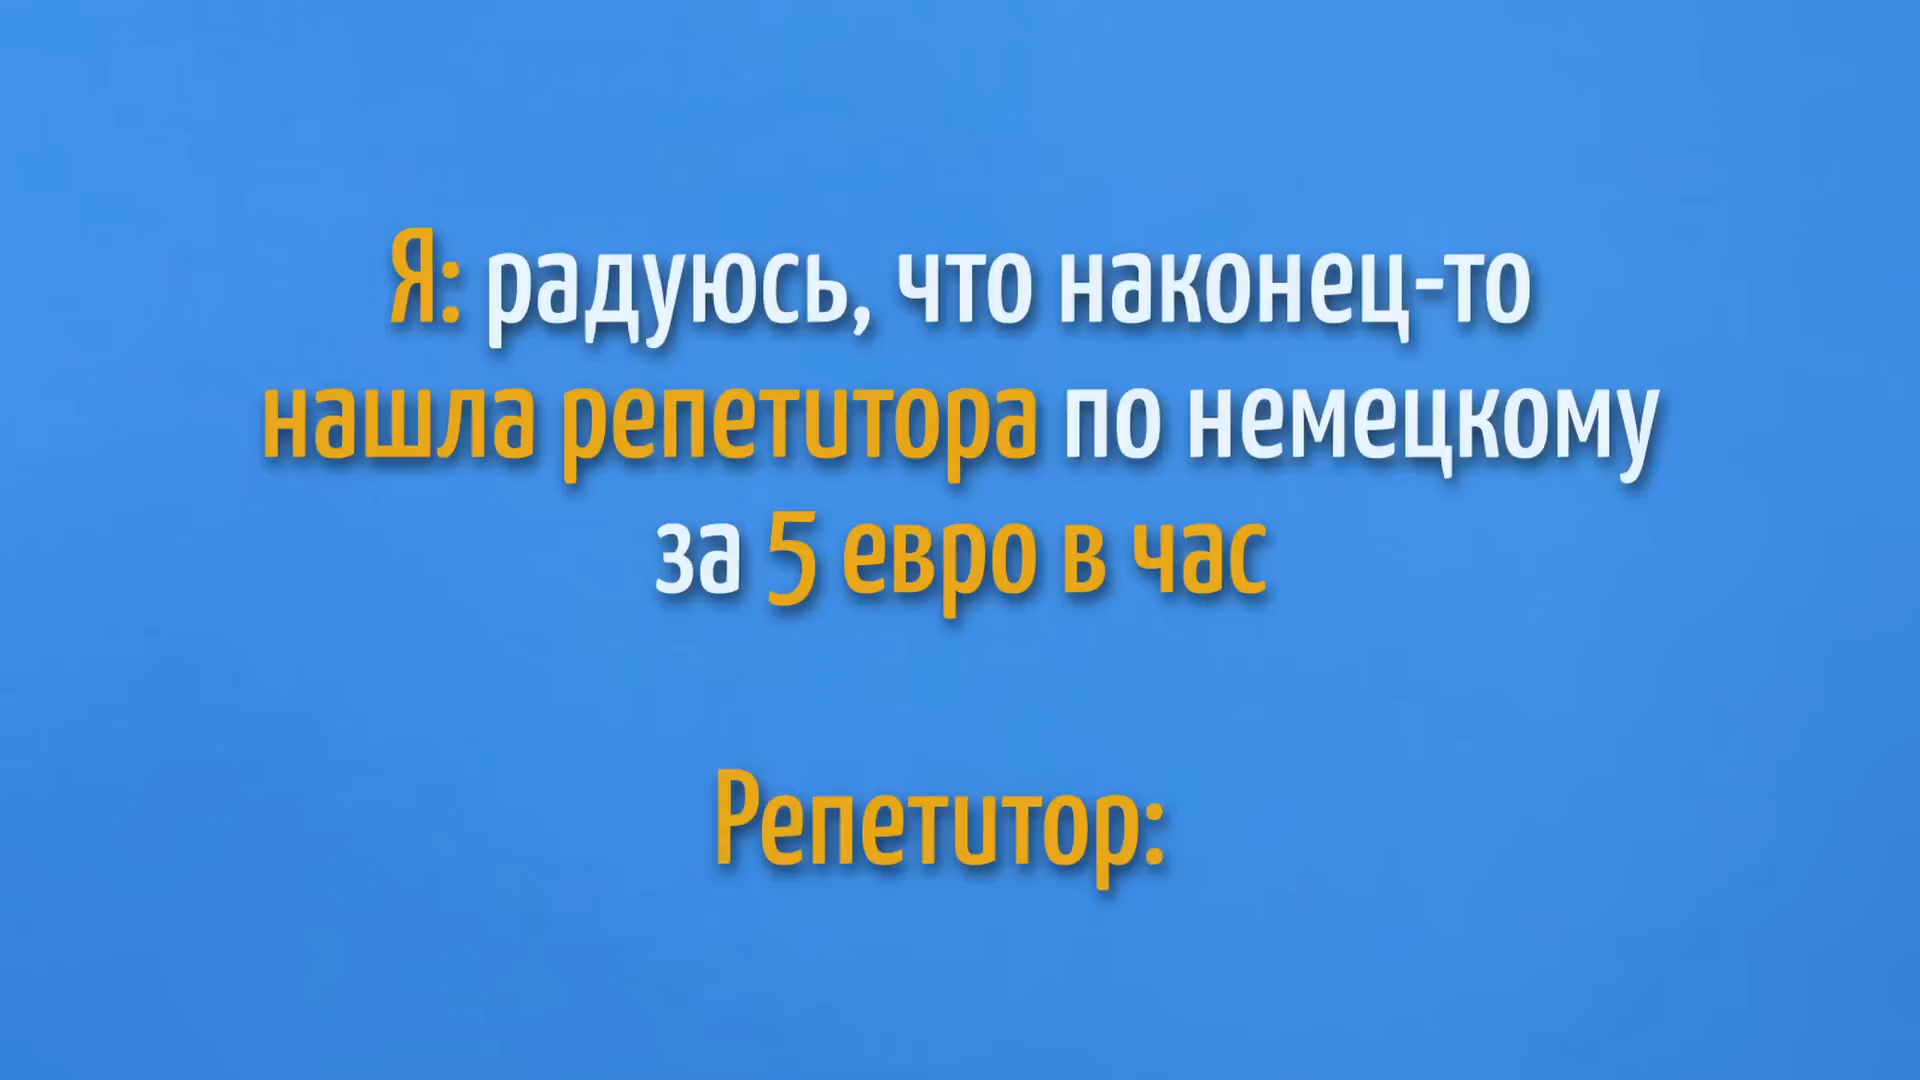 Я: радуюсь, что наконец-то
нашла репетитора по немецкому
за 5 евро в час
Репетитор: